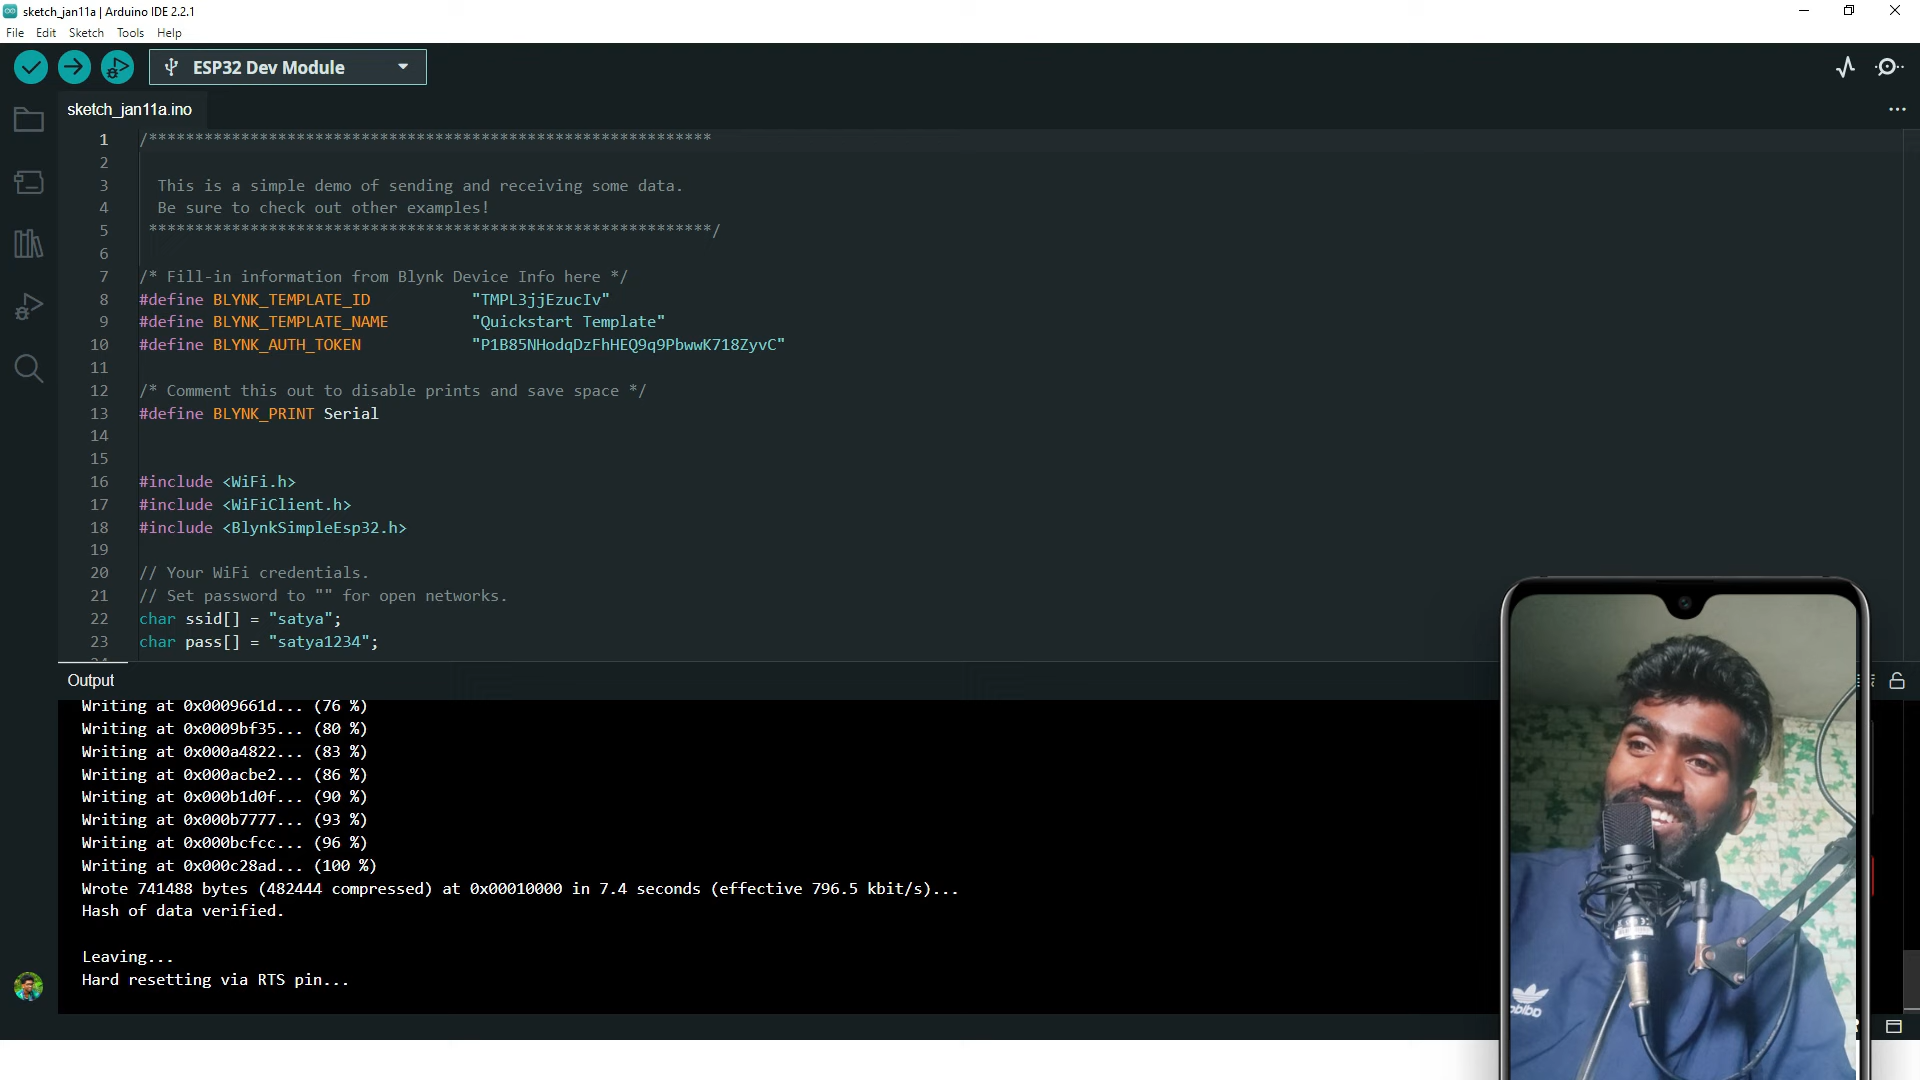 sketch_jan11a | Arduino IDE 2.2.1
File Edit Sketch Tools Help
ESP32 Dev Module
sketch_jan11a.ino
1 /*************************************************************
2
3 This is a simple demo of sending and receiving some data.
4 Be sure to check out other examples!
5 *************************************************************/
6
7 /* Fill-in information from Blynk Device Info here */
8 #define BLYNK_TEMPLATE_ID "TMPL3jjEzucIv"
9 #define BLYNK_TEMPLATE_NAME "Quickstart Template"
10 #define BLYNK_AUTH_TOKEN "P1B85NHodqDzFhHEQ9q9PbwwK718ZyvC"
11
12 /* Comment this out to disable prints and save space */
13 #define BLYNK_PRINT Serial
14
15
16 #include <WiFi.h>
17 #include <WiFiClient.h>
18 #include <BlynkSimpleEsp32.h>
19
20 // Your WiFi credentials.
21 // Set password to "" for open networks.
22 char ssid[] = "satya";
23 char pass[] = "satya1234";
Output
Writing at 0x0009661d... (76 %)
Writing at 0x0009bf35... (80 %)
Writing at 0x000a4822... (83 %)
Writing at 0x000acbe2... (86 %)
Writing at 0x000b1d0f... (90 %)
Writing at 0x000b7777... (93 %)
Writing at 0x000bcfcc... (96 %)
Writing at 0x000c28ad... (100 %)
Wrote 741488 bytes (482444 compressed) at 0x00010000 in 7.4 seconds (effective 796.5 kbit/s)...
Hash of data verified.

Leaving...
Hard resetting via RTS pin...